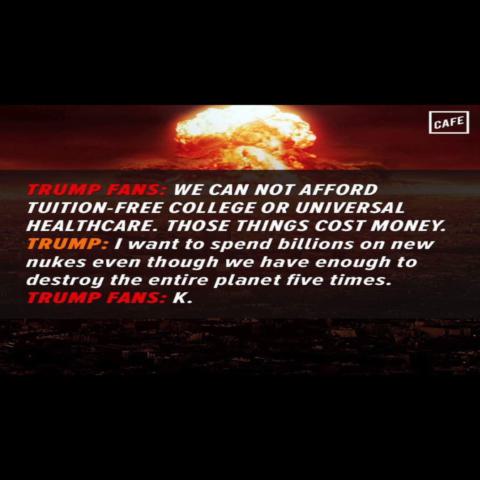 CAFE
TRUMP FANS: WE CAN NOT AFFORD
TUITION-FREE COLLEGE OR UNIVERSAL
HEALTHCARE. THOSE THINGS COST MONEY.
TRUMP: I want to spend billions on new
nukes even though we have enough to
destroy the entire planet five times.
TRUMP FANS: K.